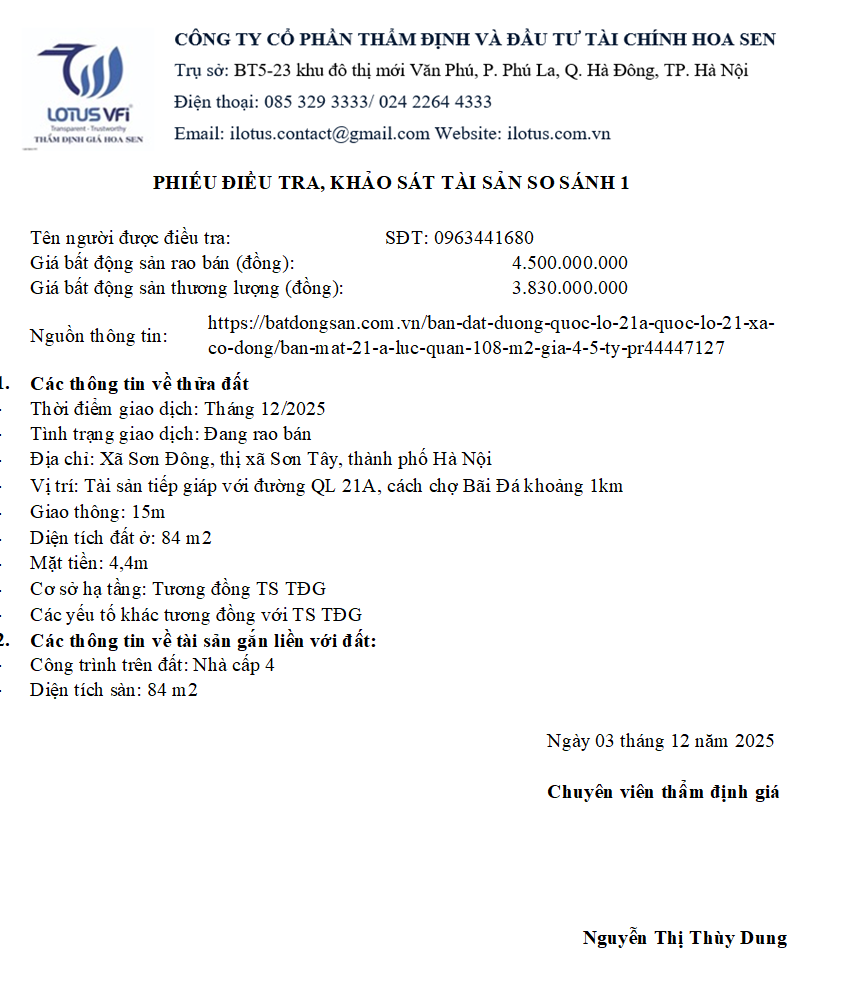 CÔNG TY CỔ PHẦN THẨM ĐỊNH VÀ ĐẦU TƯ TÀI CHÍNH HOA SEN
Trụ sở: BT5-23 khu đô thị mới Văn Phú, P. Phú La, Q. Hà Đông, TP. Hà Nội
Điện thoại: 085 329 3333/ 024 2264 4333
Email: ilotus.contact@gmail.com Website: ilotus.com.vn
LOTUS VFi
Transparent - Trustworthy
THẨM ĐỊNH GIÁ HOA SEN
PHIẾU ĐIỀU TRA, KHẢO SÁT TÀI SẢN SO SÁNH 1
Tên người được điều tra: SĐT: 0963441680
Giá bất động sản rao bán (đồng): 4.500.000.000
Giá bất động sản thương lượng (đồng): 3.830.000.000
Nguồn thông tin: https://batdongsan.com.vn/ban-dat-duong-quoc-lo-21a-quoc-lo-21-xa-
co-dong/ban-mat-21-a-luc-quan-108-m2-gia-4-5-ty-pr44447127
1. Các thông tin về thửa đất
- Thời điểm giao dịch: Tháng 12/2025
- Tình trạng giao dịch: Đang rao bán
- Địa chỉ: Xã Sơn Đông, thị xã Sơn Tây, thành phố Hà Nội
- Vị trí: Tài sản tiếp giáp với đường QL 21A, cách chợ Bãi Đá khoảng 1km
- Giao thông: 15m
- Diện tích đất ở: 84 m2
- Mặt tiền: 4,4m
- Cơ sở hạ tầng: Tương đồng TS TĐG
- Các yếu tố khác tương đồng với TS TĐG
2. Các thông tin về tài sản gắn liền với đất:
- Công trình trên đất: Nhà cấp 4
- Diện tích sàn: 84 m2
Ngày 03 tháng 12 năm 2025
Chuyên viên thẩm định giá
Nguyễn Thị Thùy Dung